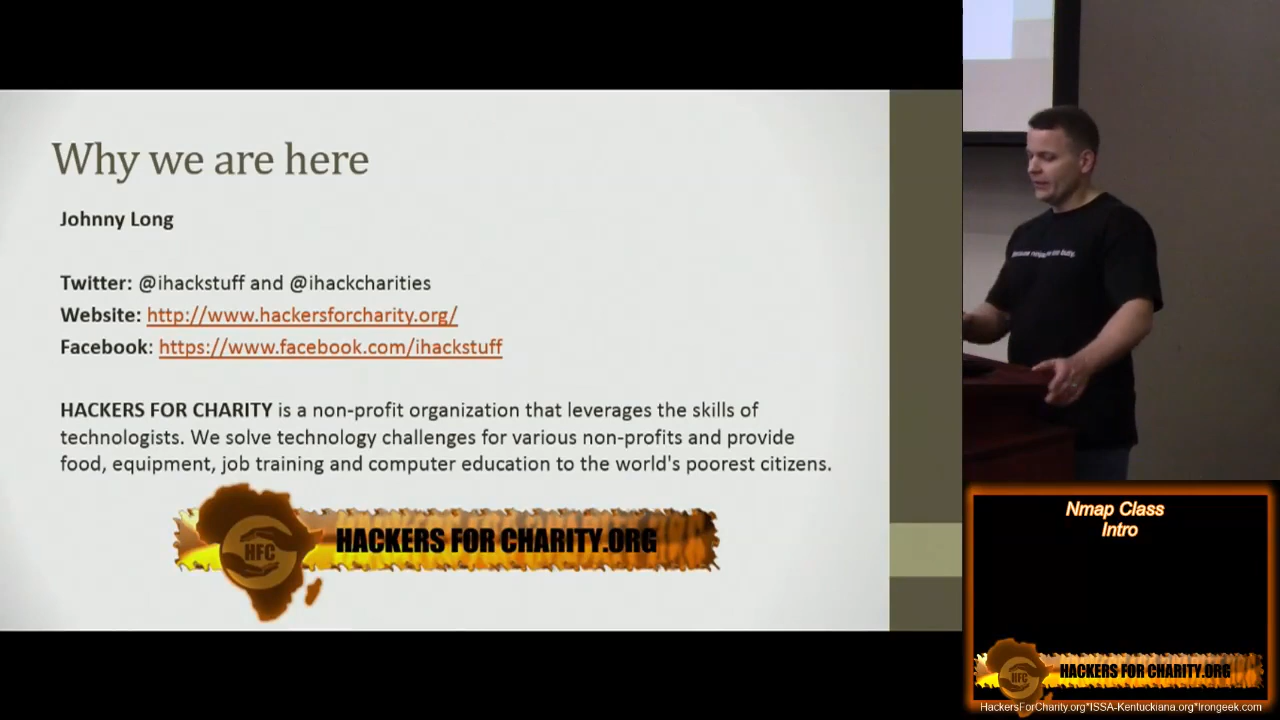 Why we are here
Johnny Long
Twitter: @ihackstuff and @ihackcharities
Website: http://www.hackersforcharity.org/
Facebook: https://www.facebook.com/ihackstuff
HACKERS FOR CHARITY is a non-profit organization that leverages the skills of
technologists. We solve technology challenges for various non-profits and provide
food, equipment, job training and computer education to the world's poorest citizens.
HFC
HACKERS FOR CHARITY.ORG
Nmap Class
Intro
HFC
HACKERS FOR CHARITY.ORG
HackersForCharity.org*ISSA-Kentuckiana.org*Irongeek.com